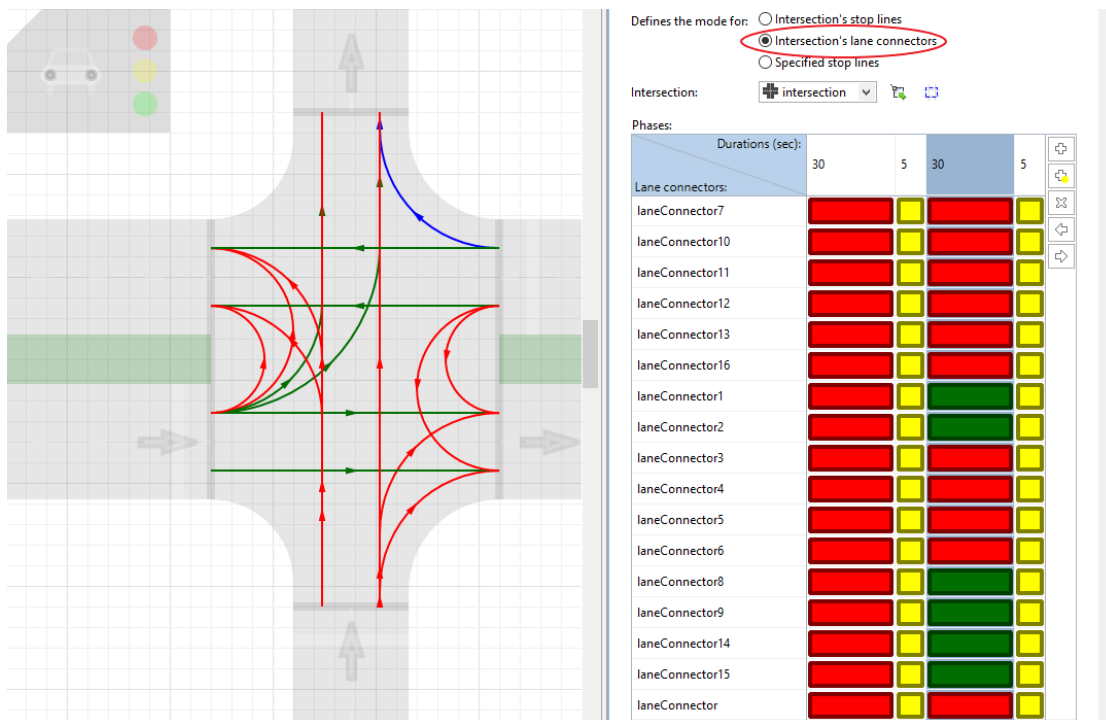 Defines the mode for:
Intersection's stop lines
Intersection's lane connectors
Specified stop lines
Intersection:
intersection
Phases:
Durations (sec):
30 5 30 5
Lane connectors:
laneConnector7
laneConnector10
laneConnector11
laneConnector12
laneConnector13
laneConnector16
laneConnector1
laneConnector2
laneConnector3
laneConnector4
laneConnector5
laneConnector6
laneConnector8
laneConnector9
laneConnector14
laneConnector15
laneConnector